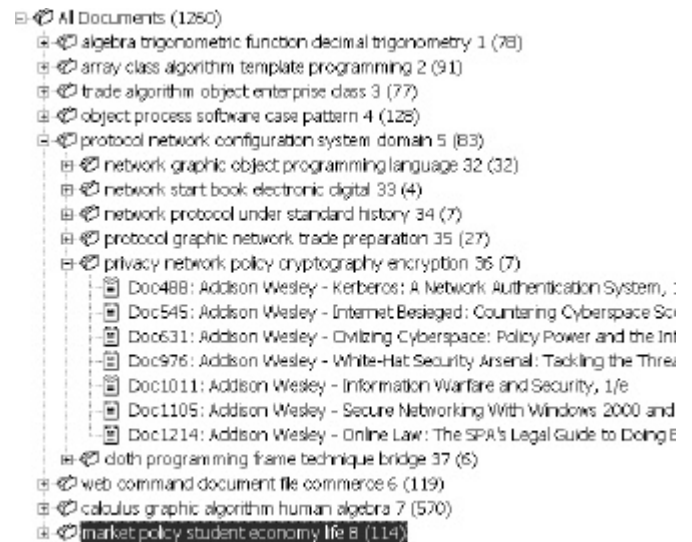 All Documents (1260)
algebra trigonometric function decimal trigonometry 1 (78)
array class algorithm template programming 2 (91)
trade algorithm object enterprise class 3 (77)
object process software case pattern 4 (128)
protocol network configuration system domain 5 (83)
network graphic object programming language 32 (32)
network start book electronic digital 33 (4)
network protocol under standard history 34 (7)
protocol graphic network trade preparation 35 (27)
privacy network policy cryptography encryption 36 (7)
Doc488: Addison Wesley - Kerberos: A Network Authentication System, 1
Doc545: Addison Wesley - Internet Besieged: Countering Cyberspace Sco
Doc631: Addison Wesley - Civilizing Cyberspace: Policy Power and the Int
Doc976: Addison Wesley - White-Hat Security Arsenal: Tackling the Threa
Doc1011: Addison Wesley - Information Warfare and Security, 1/e
Doc1105: Addison Wesley - Secure Networking With Windows 2000 and
Doc1214: Addison Wesley - Online Law: The SPA's Legal Guide to Doing B
cloth programming frame technique bridge 37 (6)
web command document file commerce 6 (119)
calculus graphic algorithm human algebra 7 (570)
market policy student economy life 8 (114)